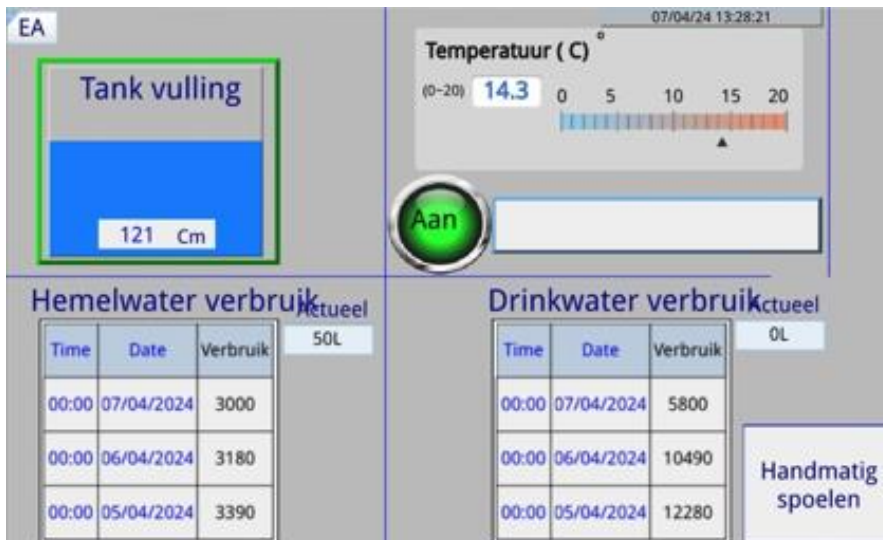 EA
07/04/24 13:28:21
Tank vulling
121 Cm
Temperatuur ( C) °
(0~20) 14.3 0 5 10 15 20
Aan
Hemelwater verbruik Actueel
50L
Time Date Verbruik
00:00 07/04/2024 3000
00:00 06/04/2024 3180
00:00 05/04/2024 3390
Drinkwater verbruik Actueel
0L
Time Date Verbruik
00:00 07/04/2024 5800
00:00 06/04/2024 10490
00:00 05/04/2024 12280
Handmatig
spoelen